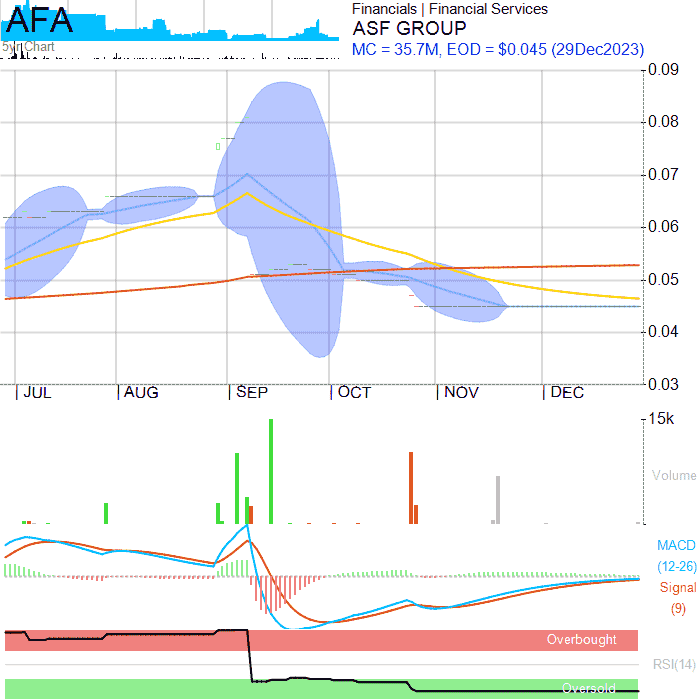 AFA
5yr Chart
Financials | Financial Services
ASF GROUP
MC = 35.7M, EOD = $0.045 (29Dec2023)
0.09
0.08
0.07
0.06
0.05
0.04
0.03
JUL AUG SEP OCT NOV DEC
15k
Volume
MACD
(12-26)
Signal
(9)
Overbought
RSI(14)
Oversold